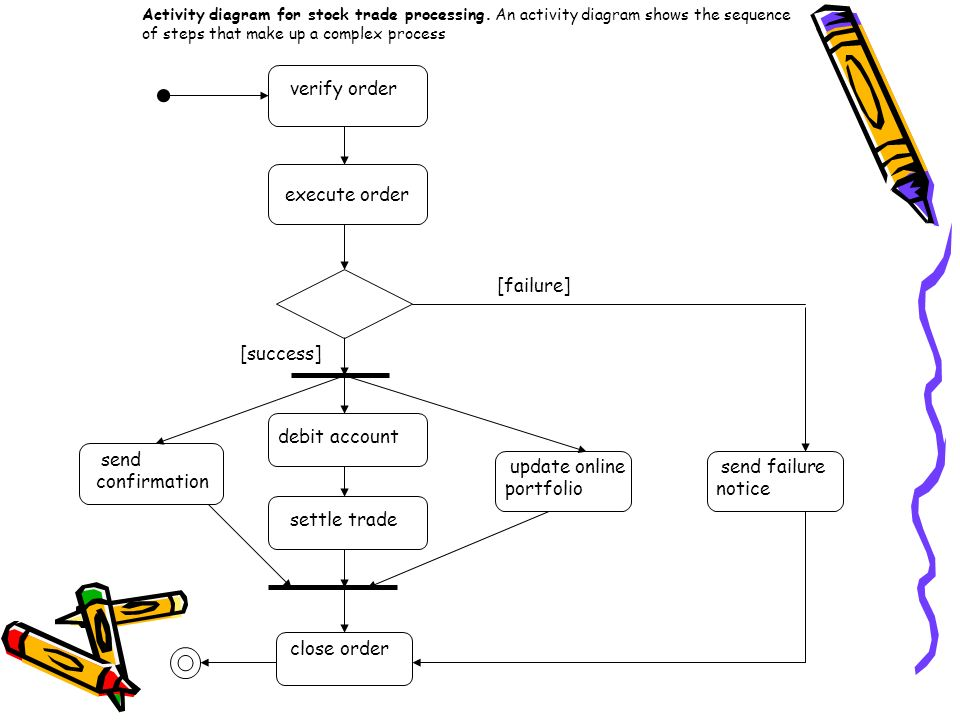 Activity diagram for stock trade processing. An activity diagram shows the sequence
of steps that make up a complex process
verify order
execute order
[failure]
[success]
debit account
send
confirmation
update online
portfolio
send failure
notice
settle trade
close order